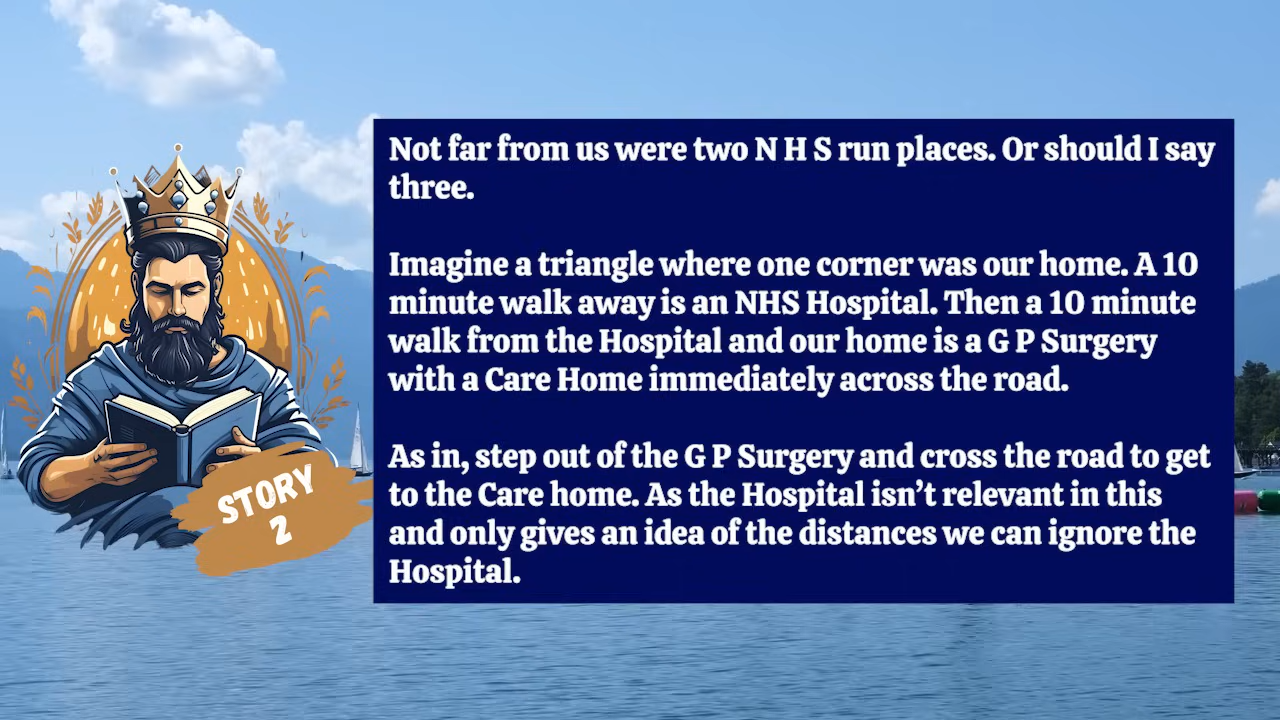 Not far from us were two N H S run places. Or should I say
three.
Imagine a triangle where one corner was our home. A 10
minute walk away is an NHS Hospital. Then a 10 minute
walk from the Hospital and our home is a G P Surgery
with a Care Home immediately across the road.
As in, step out of the G P Surgery and cross the road to get
to the Care home. As the Hospital isn’t relevant in this
and only gives an idea of the distances we can ignore the
Hospital.
STORY
2